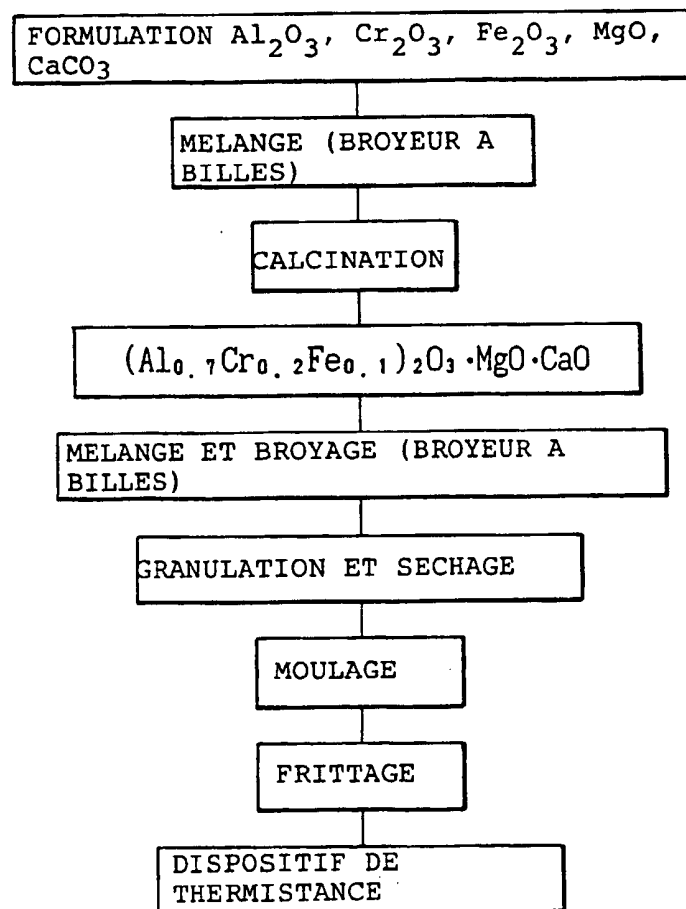 FORMULATION Al₂O₃, Cr₂O₃, Fe₂O₃, MgO,
CaCO₃
MELANGE (BROYEUR A
BILLES)
CALCINATION
(Al₀.₇Cr₀.₂Fe₀.₁)₂O₃·MgO·CaO
MELANGE ET BROYAGE (BROYEUR A
BILLES)
GRANULATION ET SECHAGE
MOULAGE
FRITTAGE
DISPOSITIF DE
THERMISTANCE